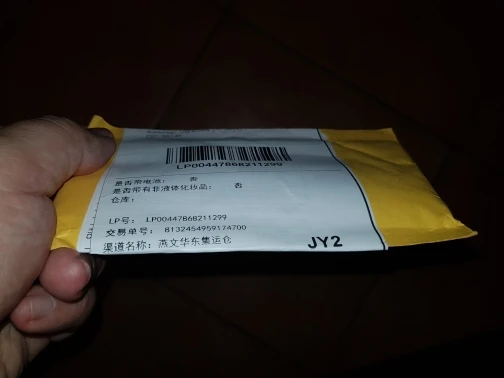 LP00447868211299
是否带电池: 否
是否带有非液体化妆品: 否
仓库:
LP号: LP00447868211299
交易单号: 8132454959174700
渠道名称: 燕文华东集运仓
JY2